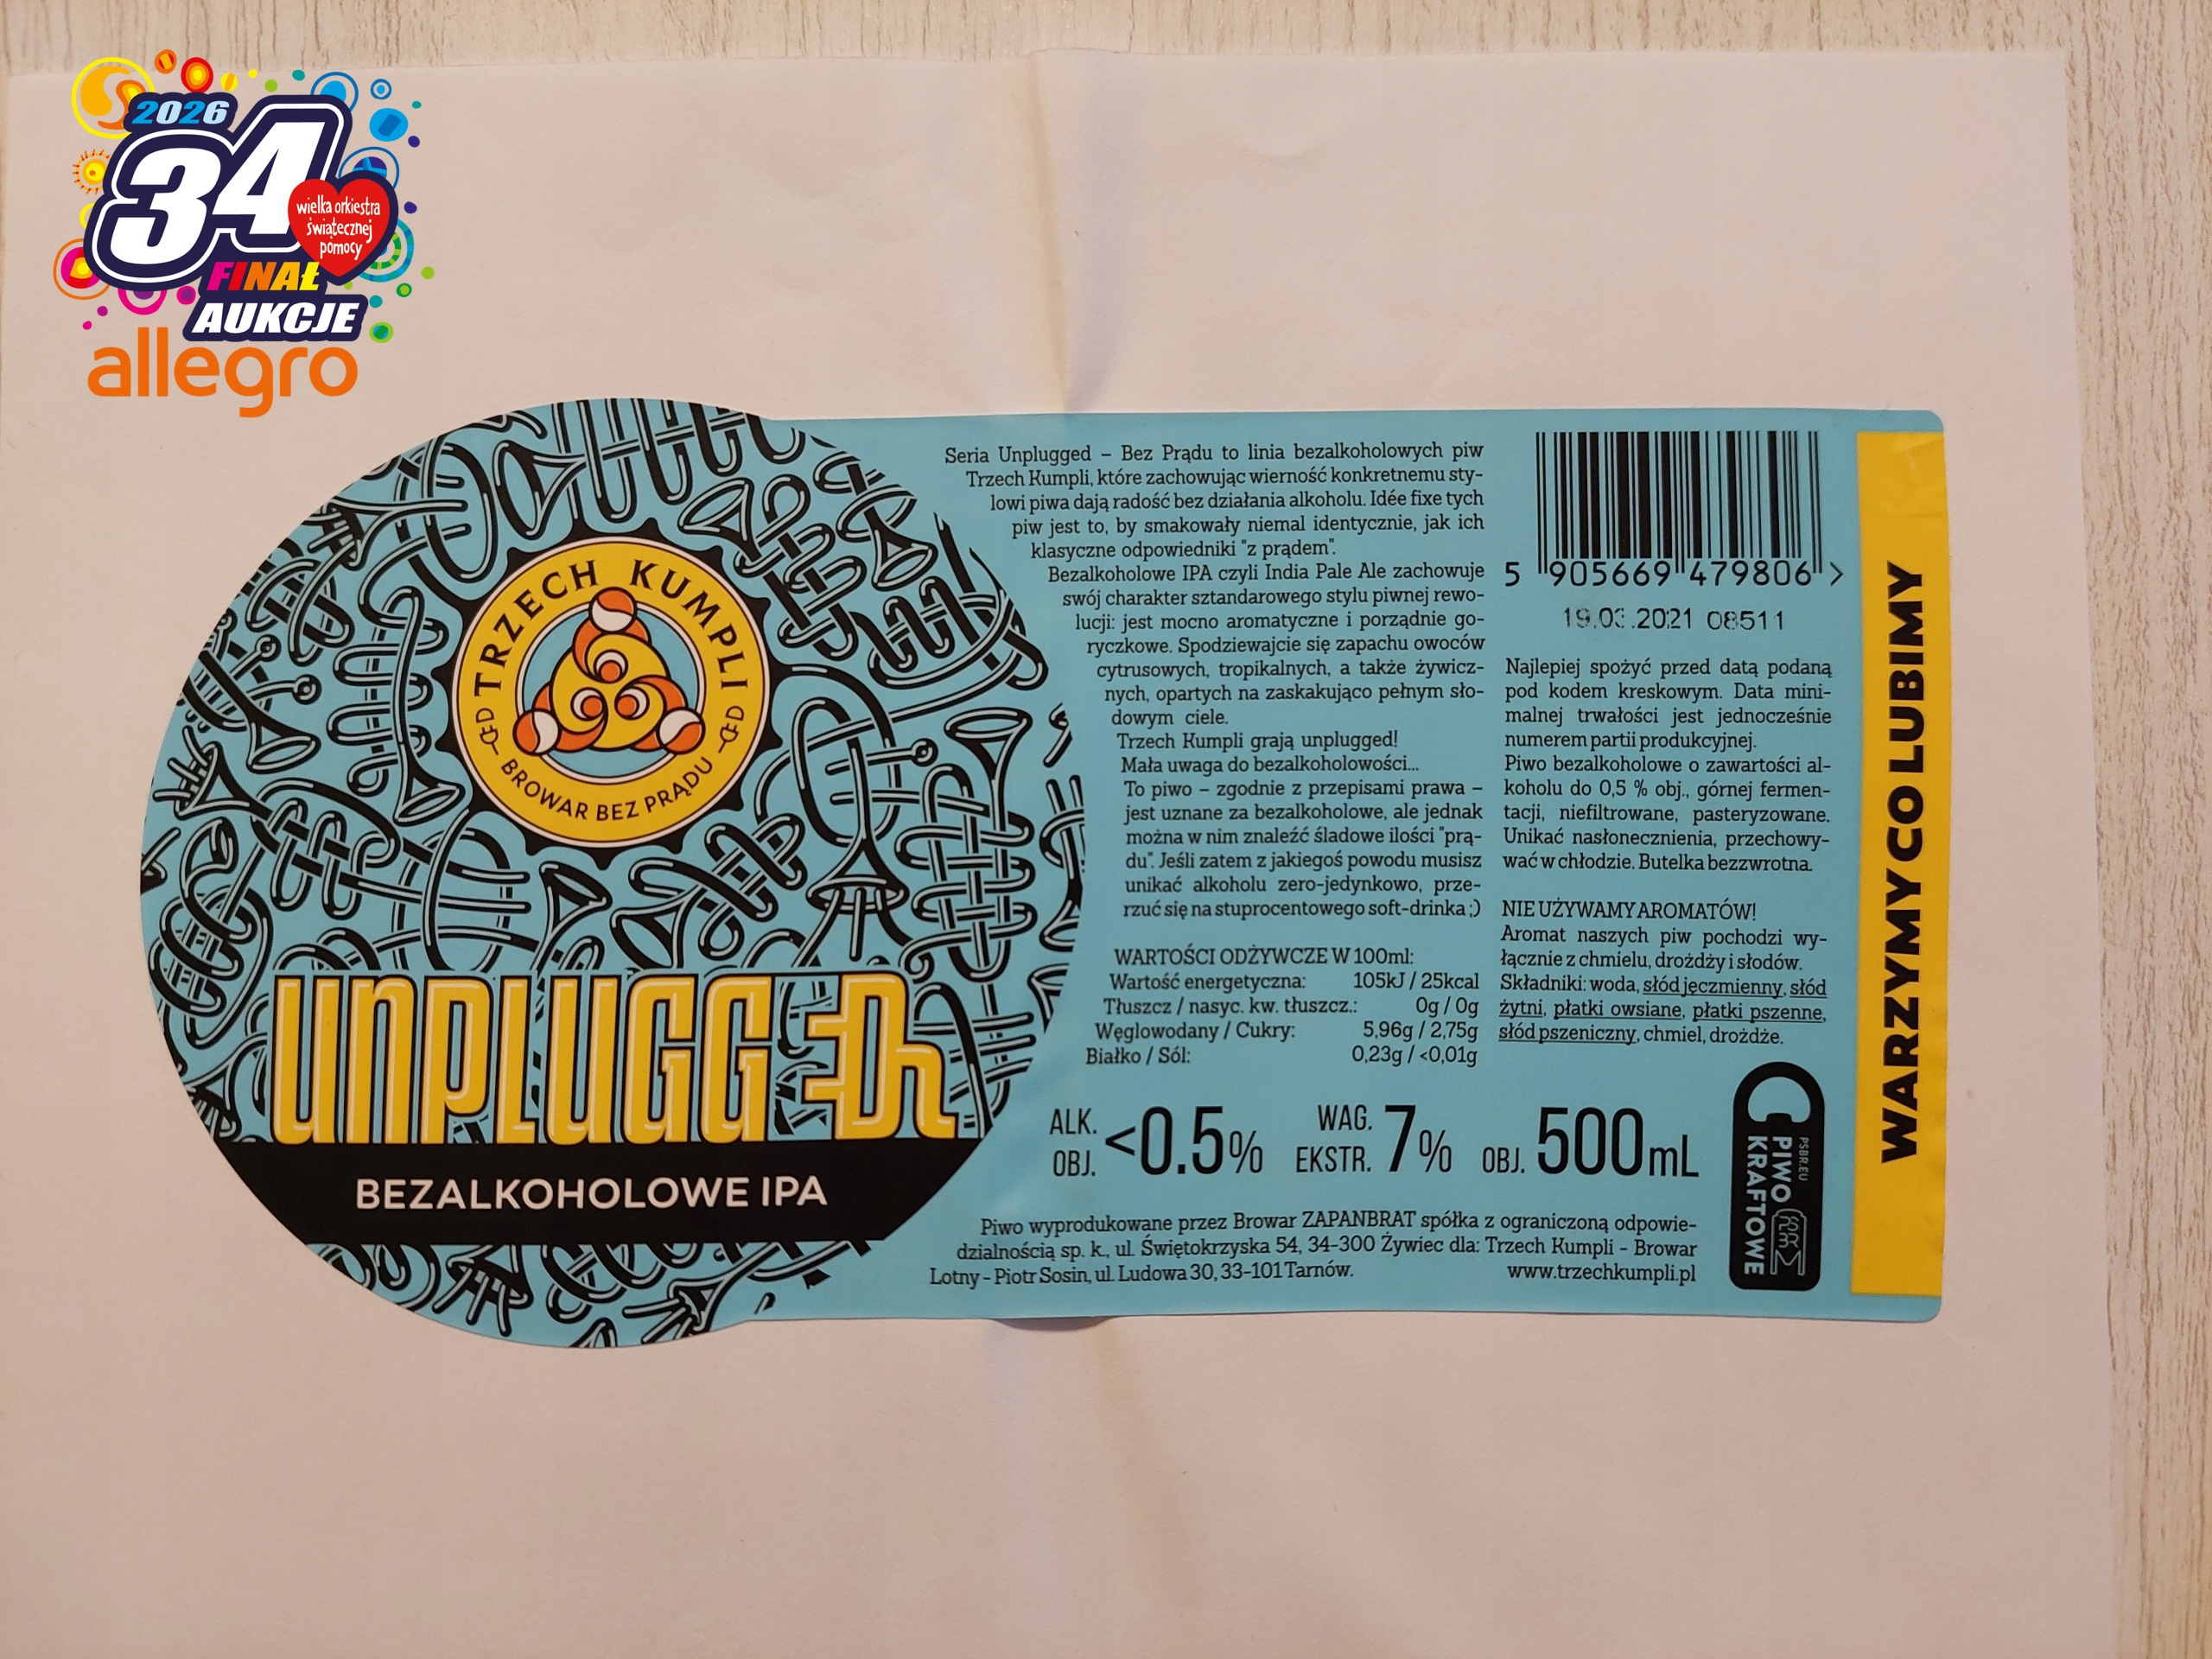 2026
34
wielka orkiestra
świątecznej
pomocy
FINAŁ
AUKCJE
allegro
TRZECH KUMPLI
BROWAR BEZ PRĄDU
UNPLUGGED
BEZALKOHOLOWE IPA
Seria Unplugged – Bez Prądu to linia bezalkoholowych piw
Trzech Kumpli, które zachowując wierność konkretnemu sty-
lowi piwa dają radość bez działania alkoholu. Idée fixe tych
piw jest to, by smakowały niemal identycznie, jak ich
klasyczne odpowiedniki "z prądem".
Bezalkoholowe IPA czyli India Pale Ale zachowuje
swój charakter sztandarowego stylu piwnej rewo-
lucji: jest mocno aromatyczne i porządnie go-
ryczkowe. Spodziewajcie się zapachu owoców
cytrusowych, tropikalnych, a także żywicz-
nych, opartych na zaskakująco pełnym sło-
dowym ciele.
Trzech Kumpli grają unplugged!
Mała uwaga do bezalkoholowości...
To piwo – zgodnie z przepisami prawa –
jest uznane za bezalkoholowe, ale jednak
można w nim znaleźć śladowe ilości "prą-
du". Jeśli zatem z jakiegoś powodu musisz
unikać alkoholu zero-jedynkowo, prze-
rzuć się na stuprocentowego soft-drinka ;)
WARTOŚCI ODŻYWCZE W 100ml:
Wartość energetyczna: 105kJ / 25kcal
Tłuszcz / nasyc. kw. tłuszcz.: 0g / 0g
Węglowodany / Cukry: 5,96g / 2,75g
Białko / Sól: 0,23g / <0,01g
5 905669 479806 >
19.03.2021 08511
Najlepiej spożyć przed datą podaną
pod kodem kreskowym. Data mini-
malnej trwałości jest jednocześnie
numerem partii produkcyjnej.
Piwo bezalkoholowe o zawartości al-
koholu do 0,5 % obj., górnej fermen-
tacji, niefiltrowane, pasteryzowane.
Unikać nasłonecznienia, przechowy-
wać w chłodzie. Butelka bezzwrotna.
NIE UŻYWAMY AROMATÓW!
Aromat naszych piw pochodzi wy-
łącznie z chmielu, drożdży i słodów.
Składniki: woda, słód jęczmienny, słód
żytni, płatki owsiane, płatki pszenne,
słód pszeniczny, chmiel, drożdże.
ALK. OBJ. <0.5% WAG. EKSTR. 7% OBJ. 500mL
Piwo wyprodukowane przez Browar ZAPANBRAT spółka z ograniczoną odpowie-
dzialnością sp. k., ul. Świętokrzyska 54, 34-300 Żywiec dla: Trzech Kumpli - Browar
Lotny - Piotr Sosin, ul. Ludowa 30, 33-101 Tarnów. www.trzechkumpli.pl
PSBR.EU
PIWO
KRAFTOWE
WARZYMY CO LUBIMY